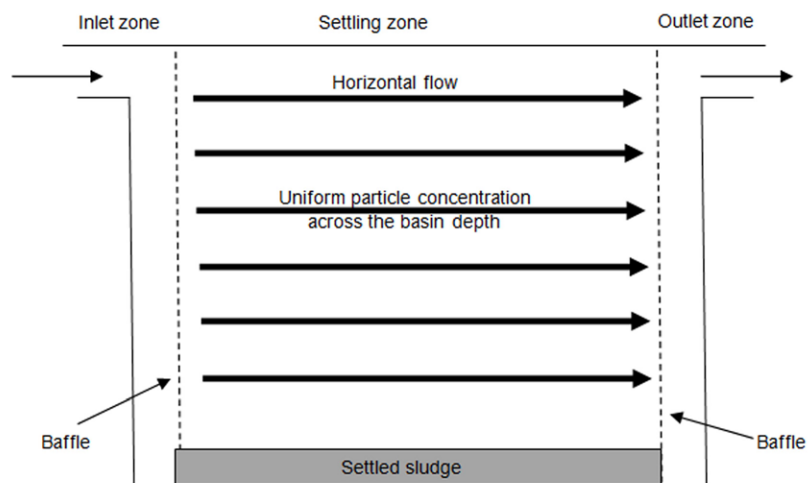 Inlet zone
Settling zone
Outlet zone
Horizontal flow
Uniform particle concentration
across the basin depth
Baffle
Baffle
Settled sludge